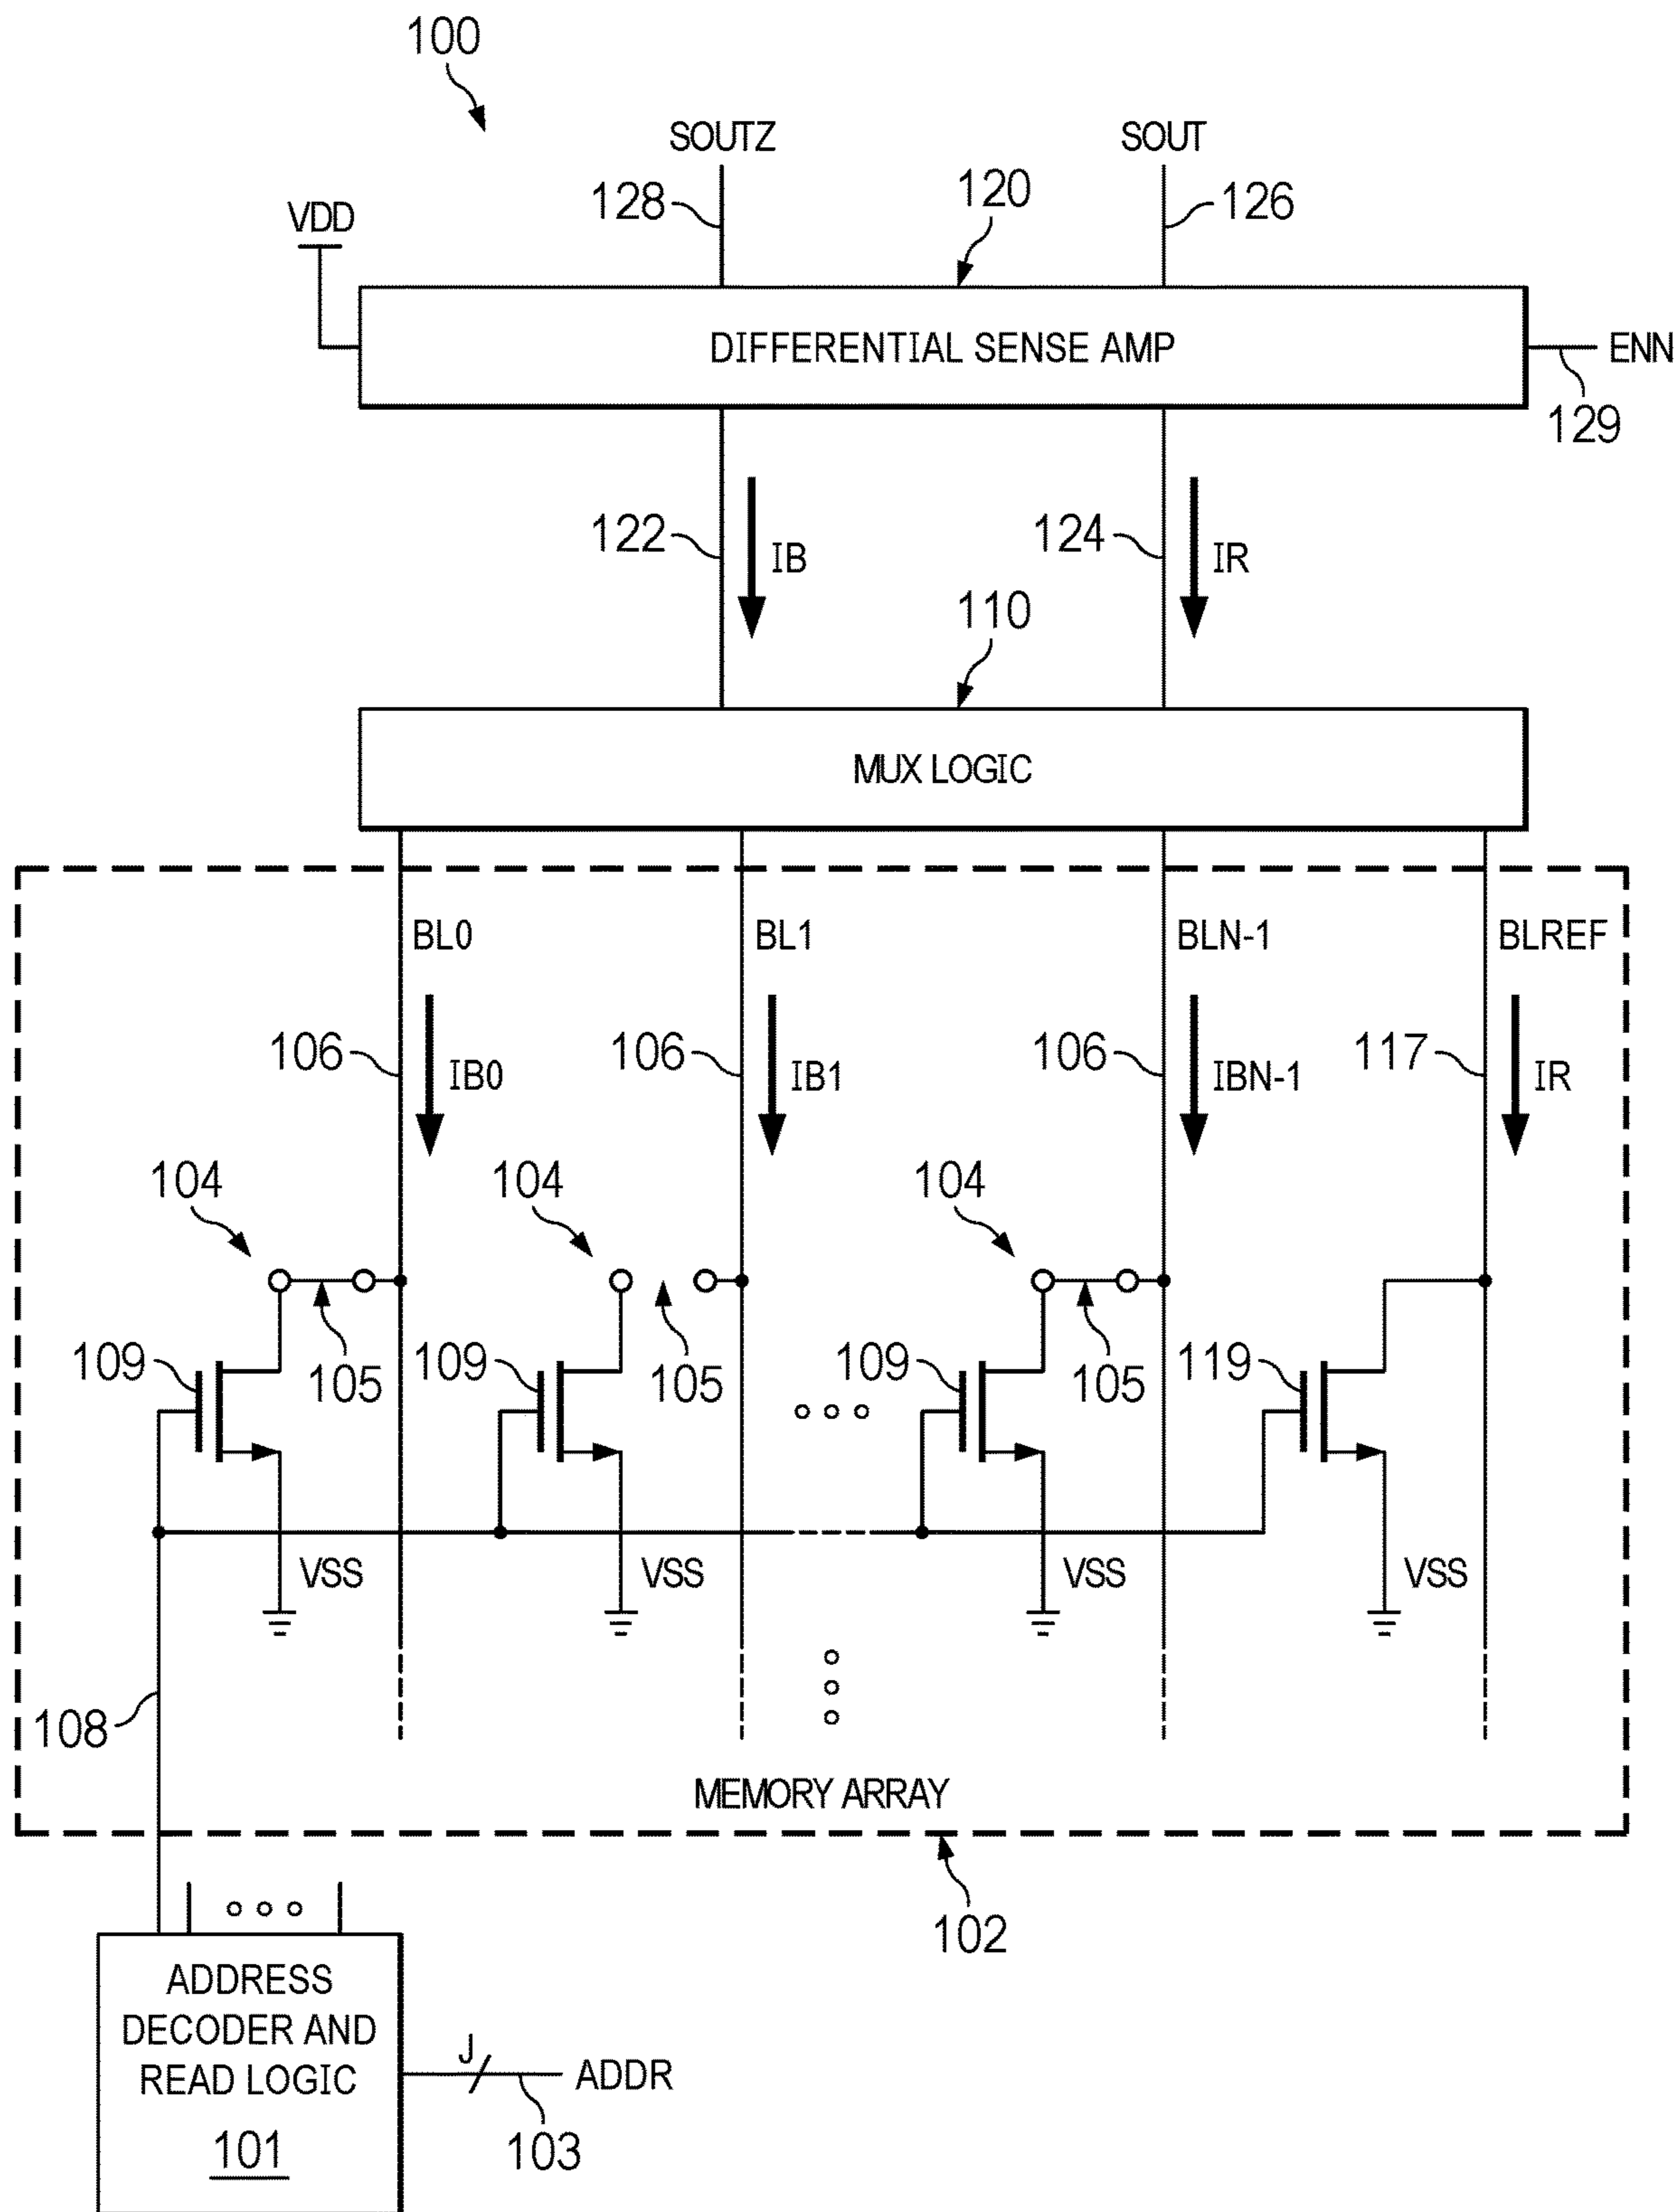 100
SOUTZ SOUT
128 120 126
VDD
DIFFERENTIAL SENSE AMP
ENN
129
122 IB 124 IR
110
MUX LOGIC
BL0 BL1 BLN-1 BLREF
106 IB0 106 IB1 106 IBN-1 117 IR
104 104 104
109 105 109 105 109 105 119
VSS VSS VSS VSS
108
MEMORY ARRAY
102
ADDRESS
DECODER AND
READ LOGIC
101
J
ADDR
103